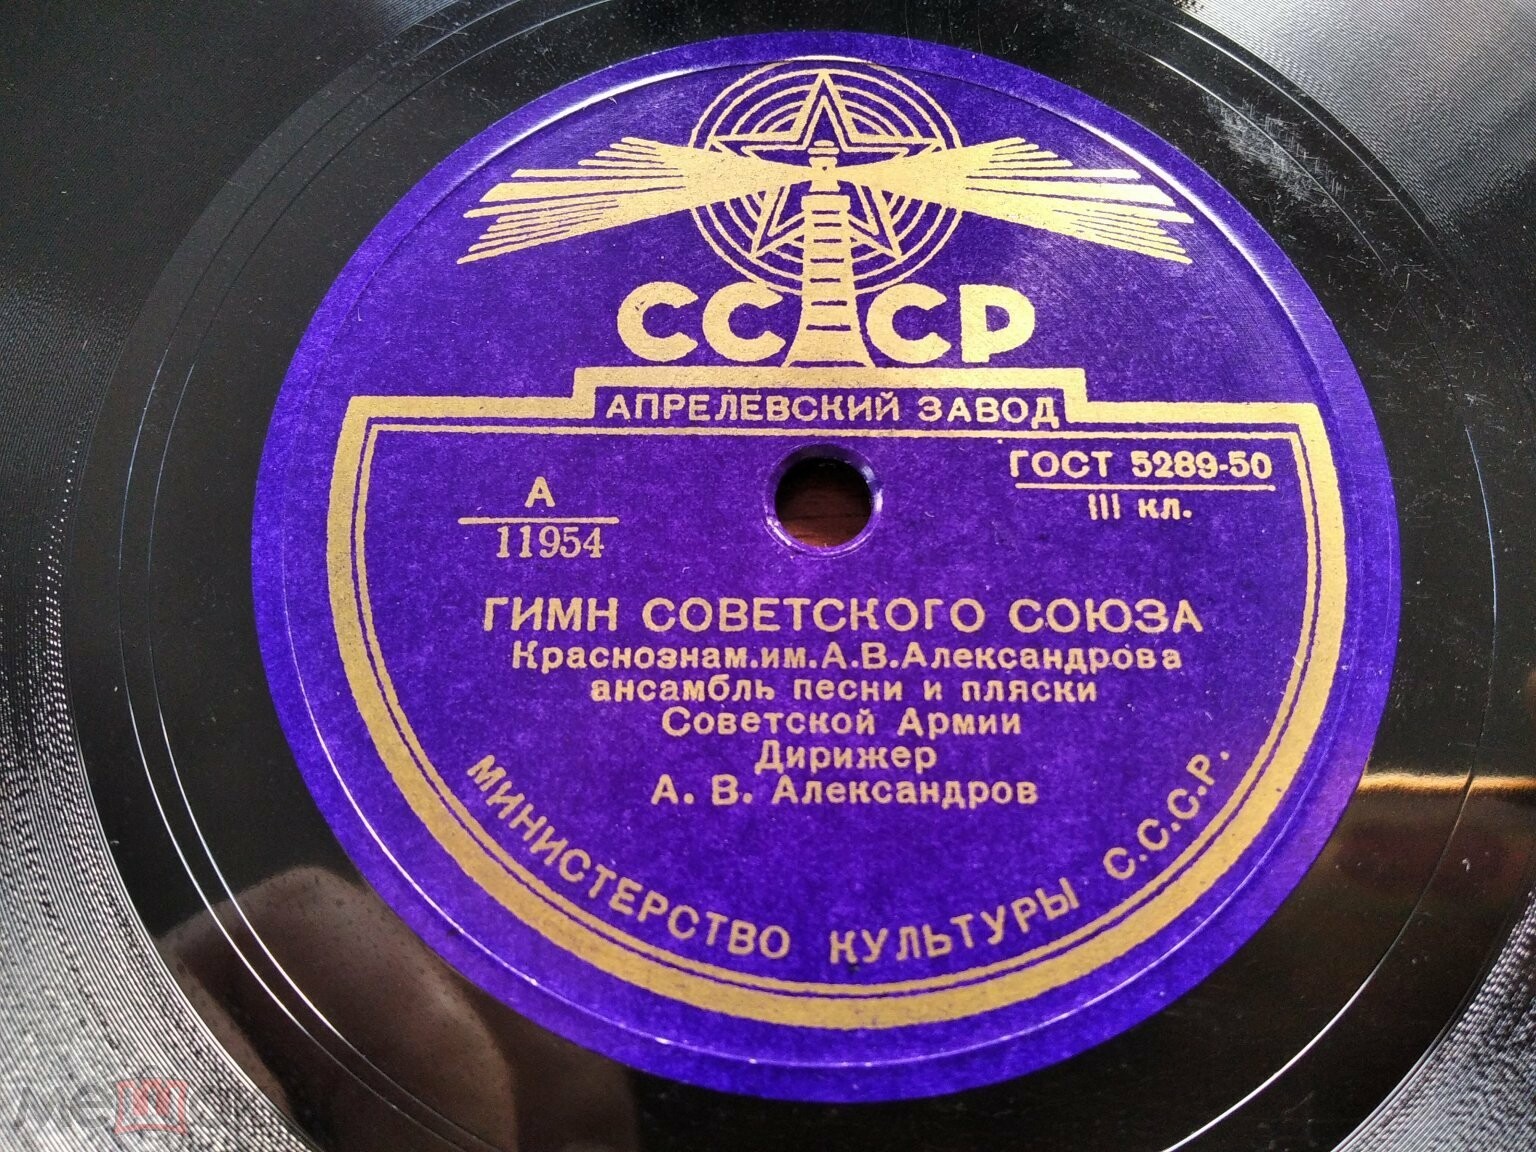 СССР
АПРЕЛЕВСКИЙ ЗАВОД
ГОСТ 5289-50
III кл.
А
11954
ГИМН СОВЕТСКОГО СОЮЗА
Краснознам.им.А.В.Александрова
ансамбль песни и пляски
Советской Армии
Дирижер
А. В. Александров
МИНИСТЕРСТВО КУЛЬТУРЫ С.С.С.Р.